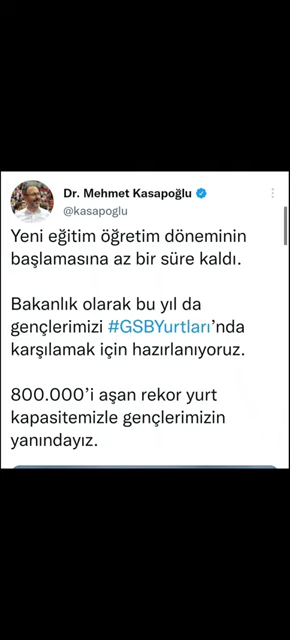 Dr. Mehmet Kasapoğlu
@kasapoglu
Yeni eğitim öğretim döneminin
başlamasına az bir süre kaldı.
Bakanlık olarak bu yıl da
gençlerimizi #GSBYurtları’nda
karşılamak için hazırlanıyoruz.
800.000’i aşan rekor yurt
kapasitemizle gençlerimizin
yanındayız.